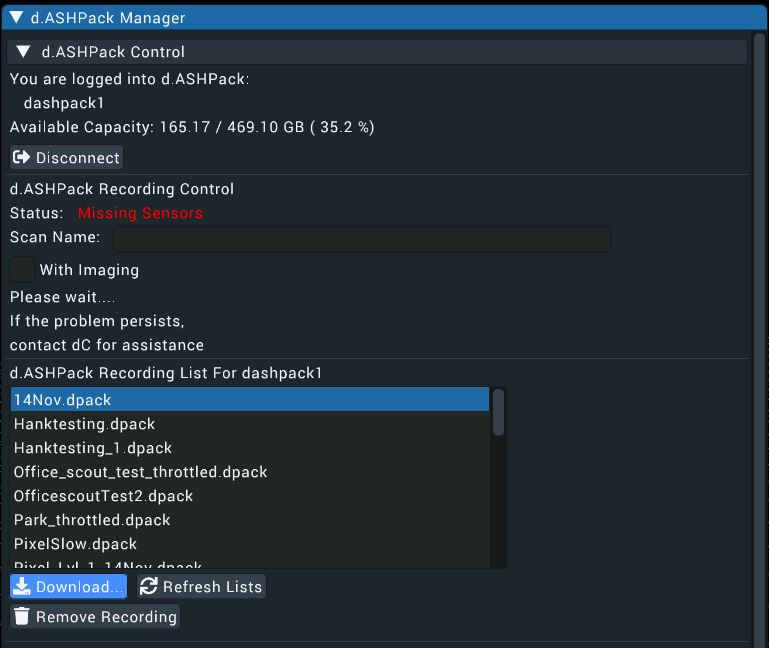 d.ASHPack Manager
d.ASHPack Control
You are logged into d.ASHPack:
dashpack1
Available Capacity: 165.17 / 469.10 GB ( 35.2 %)
Disconnect
d.ASHPack Recording Control
Status: Missing Sensors
Scan Name:
With Imaging
Please wait....
If the problem persists,
contact dC for assistance
d.ASHPack Recording List For dashpack1
14Nov.dpack
Hanktesting.dpack
Hanktesting_1.dpack
Office_scout_test_throttled.dpack
OfficescoutTest2.dpack
Park_throttled.dpack
PixelSlow.dpack
Pixel_Lvl_1_14Nov.dpack
Download... Refresh Lists
Remove Recording